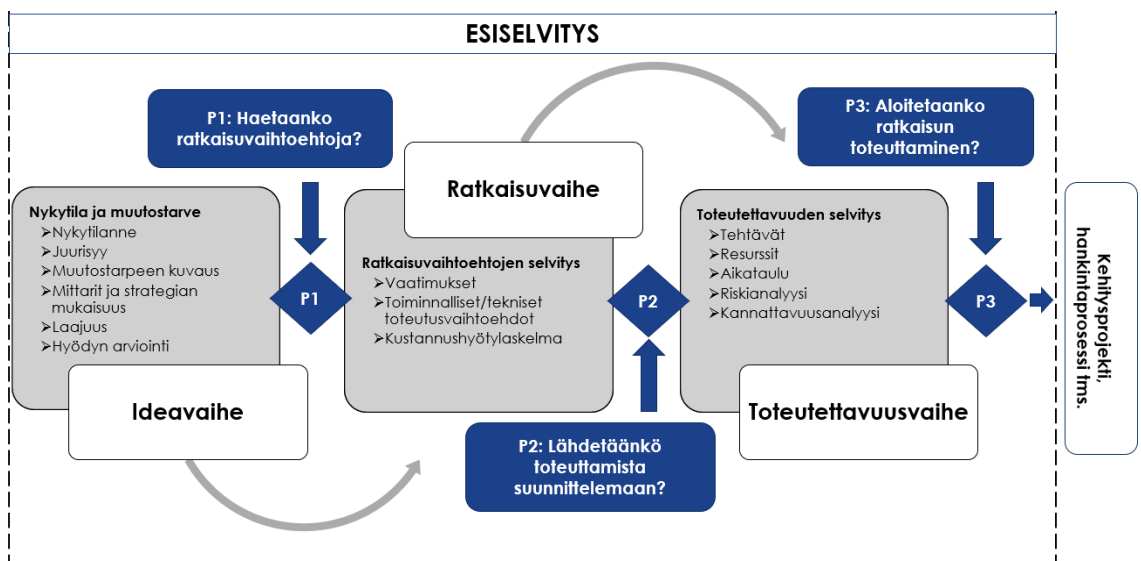 ESISELVITYS
P1: Haetaanko
ratkaisuvaihtoehtoja?
P3: Aloitetaanko
ratkaisun
toteuttaminen?
Ratkaisuvaihe
Nykytila ja muutostarve
➢Nykytilanne
➢Juurisyy
➢Muutostarpeen kuvaus
➢Mittarit ja strategian
mukaisuus
➢Laajuus
➢Hyödyn arviointi
Ideavaihe
P1
Ratkaisuvaihtoehtojen selvitys
➢Vaatimukset
➢Toiminnalliset/tekniset
toteutusvaihtoehdot
➢Kustannushyötylaskelma
P2
P2: Lähdetäänkö
toteuttamista
suunnittelemaan?
Toteutettavuuden selvitys
➢Tehtävät
➢Resurssit
➢Aikataulu
➢Riskianalyysi
➢Kannattavuusanalyysi
Toteutettavuusvaihe
P3
Kehitysprojekti,
hankintaprosessi tms.